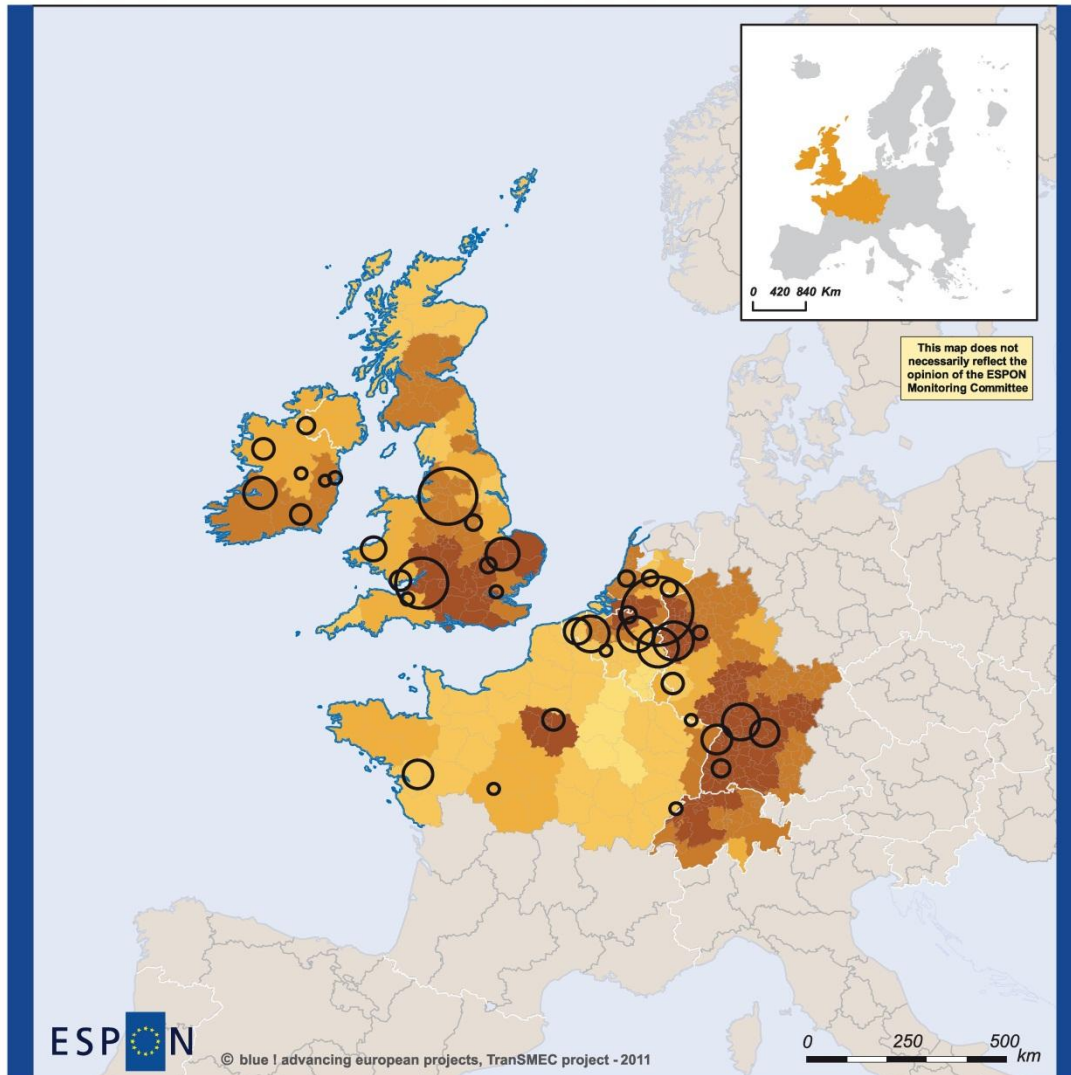 0 420 840 Km
This map does not
necessarily reflect the
opinion of the ESPON
Monitoring Committee
ESPON
© blue ! advancing european projects, TranSMEC project - 2011
0 250 500
km